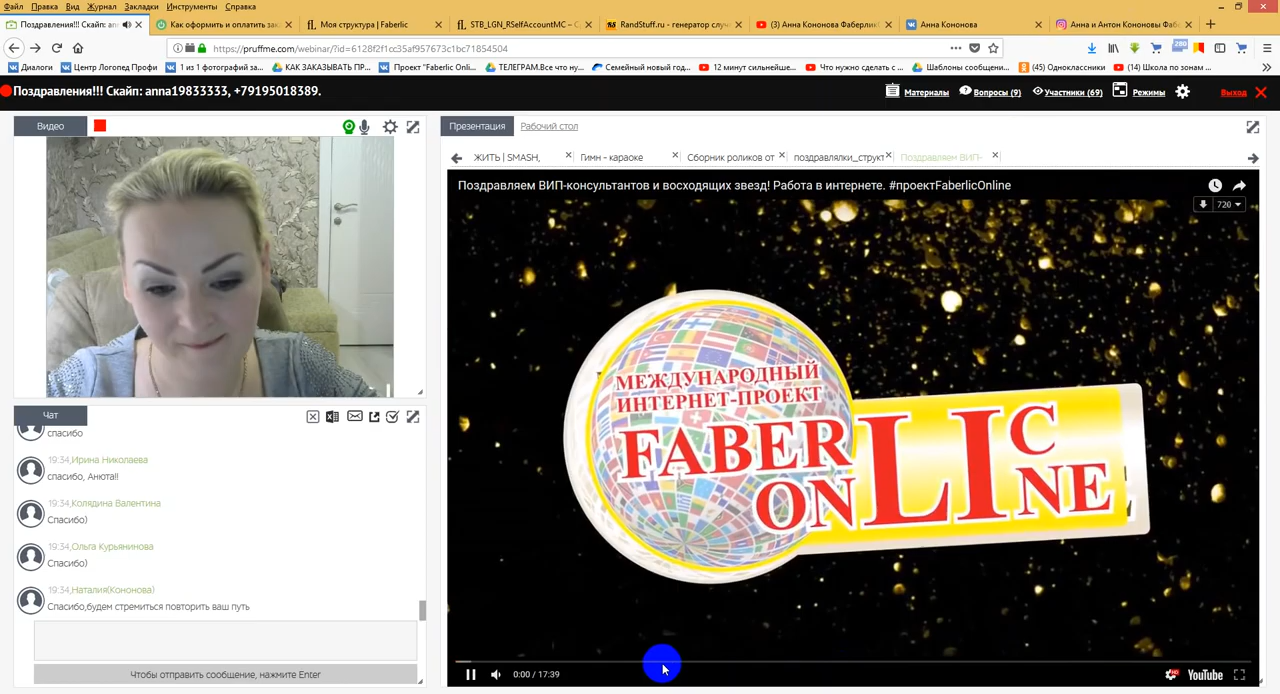 Файл Правка Вид Журнал Закладки Инструменты Справка
Поздравления!!! Скайп: ann
Как оформить и оплатить зак
Моя структура | Faberlic
STB_LGN_RSelfAccountMC – С
RandStuff.ru - генератор случ
(3) Анна Кононова Фаберлик
Анна Кононова
Анна и Антон Кононовы Фабе
https://pruffme.com/webinar/?id=6128f2f1cc35af957673c1bc71854504
280
Диалоги
Центр Логопед Профи
1 из 1 фотографий за...
КАК ЗАКАЗЫВАТЬ ПР...
Проект "Faberlic Onli...
ТЕЛЕГРАМ.Все что ну...
Семейный новый год...
12 минут сильнейше...
Что нужно сделать с ...
Шаблоны сообщени...
(45) Одноклассники
(14) Школа по зонам ...
Поздравления!!! Скайп: anna19833333, +79195018389.
Материалы
Вопросы (9)
Участники (69)
Режимы
Выход
Видео
Презентация
Рабочий стол
ЖИТЬ | SMASH,
Гимн - караоке
Сборник роликов от
поздравлялки_структ
Поздравляем ВИП-
Поздравляем ВИП-консультантов и восходящих звезд! Работа в интернете. #проектFaberlicOnline
720
МЕЖДУНАРОДНЫЙ
ИНТЕРНЕТ-ПРОЕКТ
FABERLIC
ONLINE
0:00 / 17:39
YouTube
Чат
спасибо
19:34, Ирина Николаева
спасибо, Анюта!!
19:34, Колядина Валентина
Спасибо)
19:34, Ольга Курьянинова
Спасибо)
19:34, Наталия(Кононова)
Спасибо,будем стремиться повторить ваш путь
Чтобы отправить сообщение, нажмите Enter